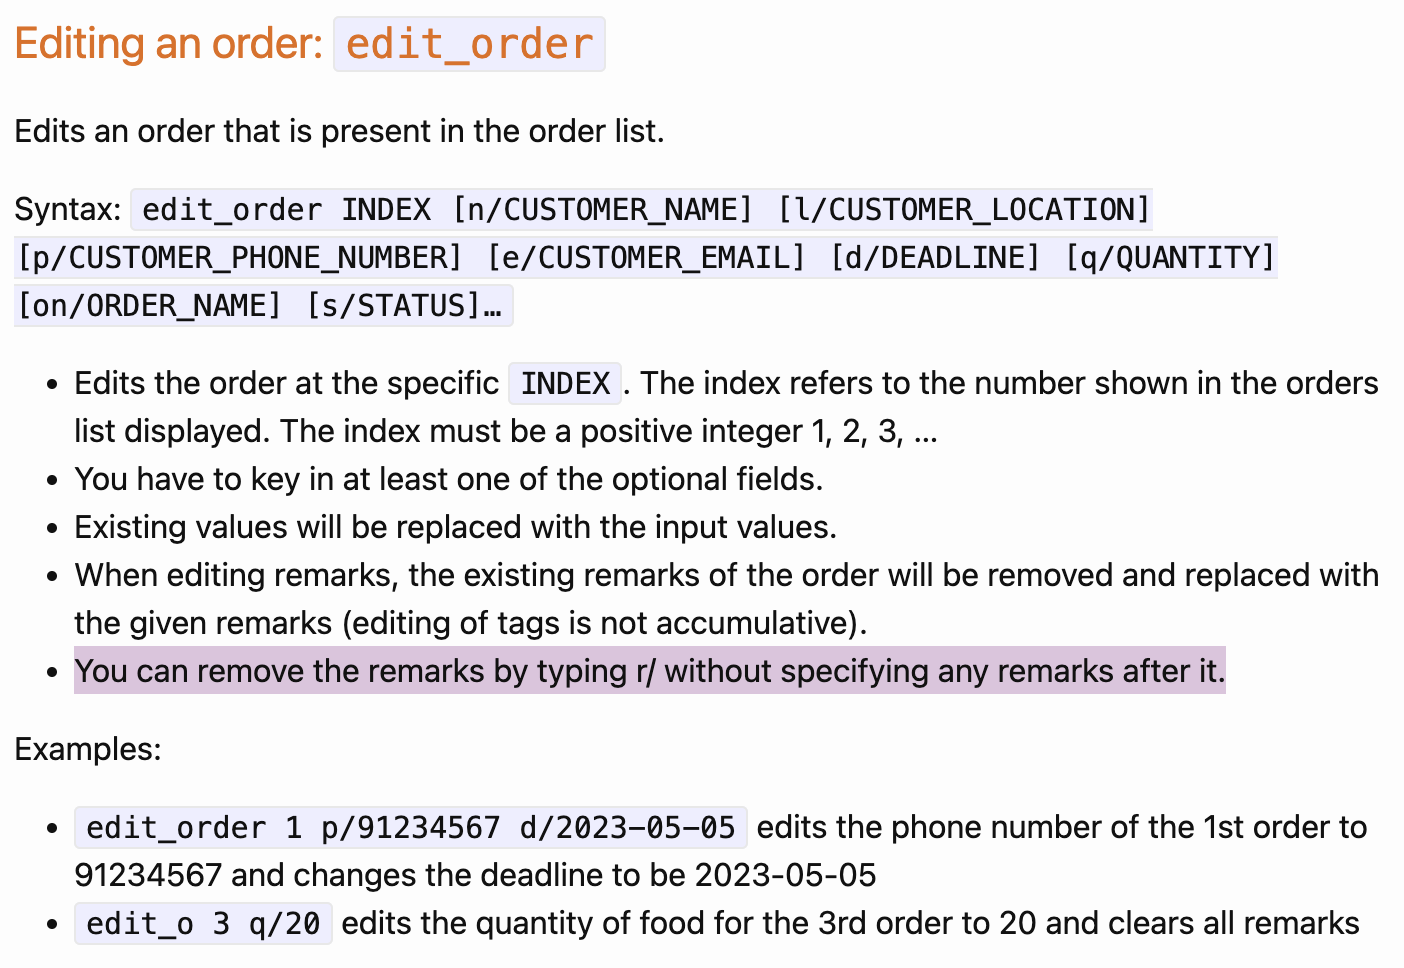 Editing an order: edit_order
Edits an order that is present in the order list.
Syntax: edit_order INDEX [n/CUSTOMER_NAME] [l/CUSTOMER_LOCATION]
[p/CUSTOMER_PHONE_NUMBER] [e/CUSTOMER_EMAIL] [d/DEADLINE] [q/QUANTITY]
[on/ORDER_NAME] [s/STATUS]…
• Edits the order at the specific INDEX. The index refers to the number shown in the orders
list displayed. The index must be a positive integer 1, 2, 3, …
• You have to key in at least one of the optional fields.
• Existing values will be replaced with the input values.
• When editing remarks, the existing remarks of the order will be removed and replaced with
the given remarks (editing of tags is not accumulative).
• You can remove the remarks by typing r/ without specifying any remarks after it.
Examples:
• edit_order 1 p/91234567 d/2023-05-05 edits the phone number of the 1st order to
91234567 and changes the deadline to be 2023-05-05
• edit_o 3 q/20 edits the quantity of food for the 3rd order to 20 and clears all remarks